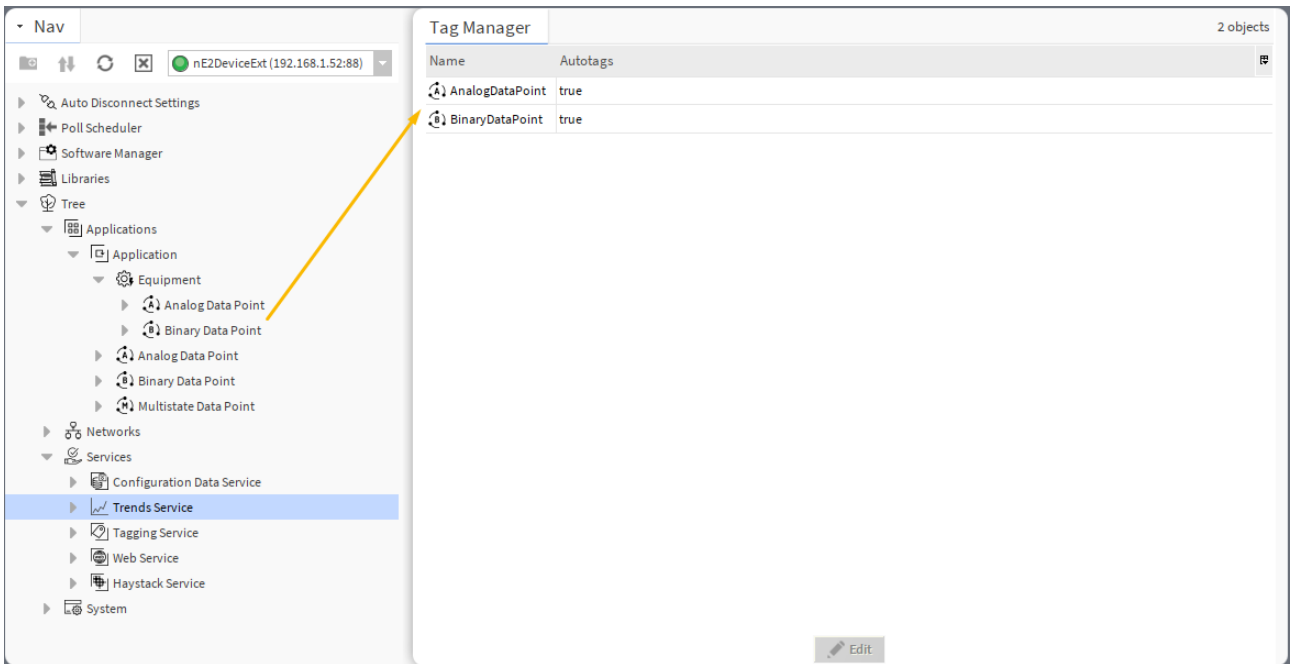 Nav
nE2DeviceExt (192.168.1.52:88)
Auto Disconnect Settings
Poll Scheduler
Software Manager
Libraries
Tree
Applications
Application
Equipment
Analog Data Point
Binary Data Point
Analog Data Point
Binary Data Point
Multistate Data Point
Networks
Services
Configuration Data Service
Trends Service
Tagging Service
Web Service
Haystack Service
System
Tag Manager 2 objects
Name Autotags
AnalogDataPoint true
BinaryDataPoint true
Edit